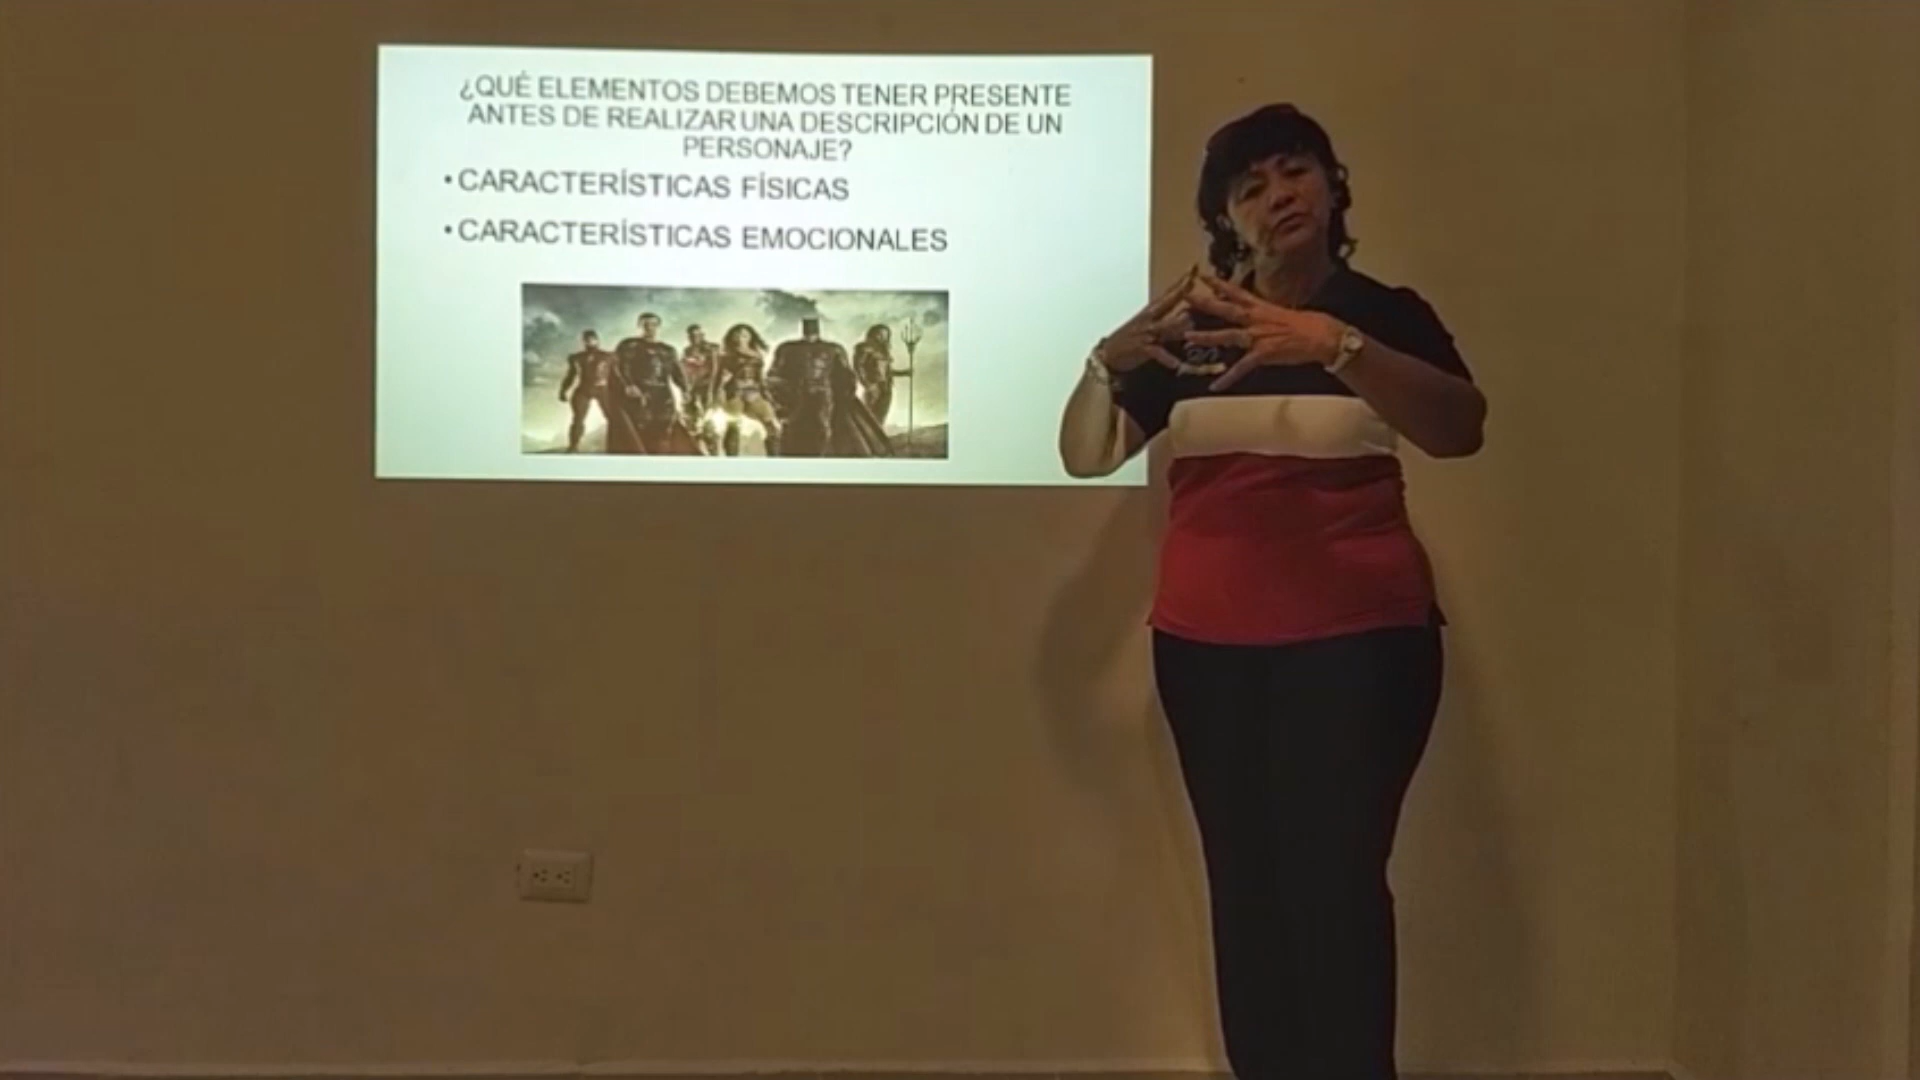 ¿QUÉ ELEMENTOS DEBEMOS TENER PRESENTE
ANTES DE REALIZAR UNA DESCRIPCIÓN DE UN
PERSONAJE?
•CARACTERÍSTICAS FÍSICAS
•CARACTERÍSTICAS EMOCIONALES